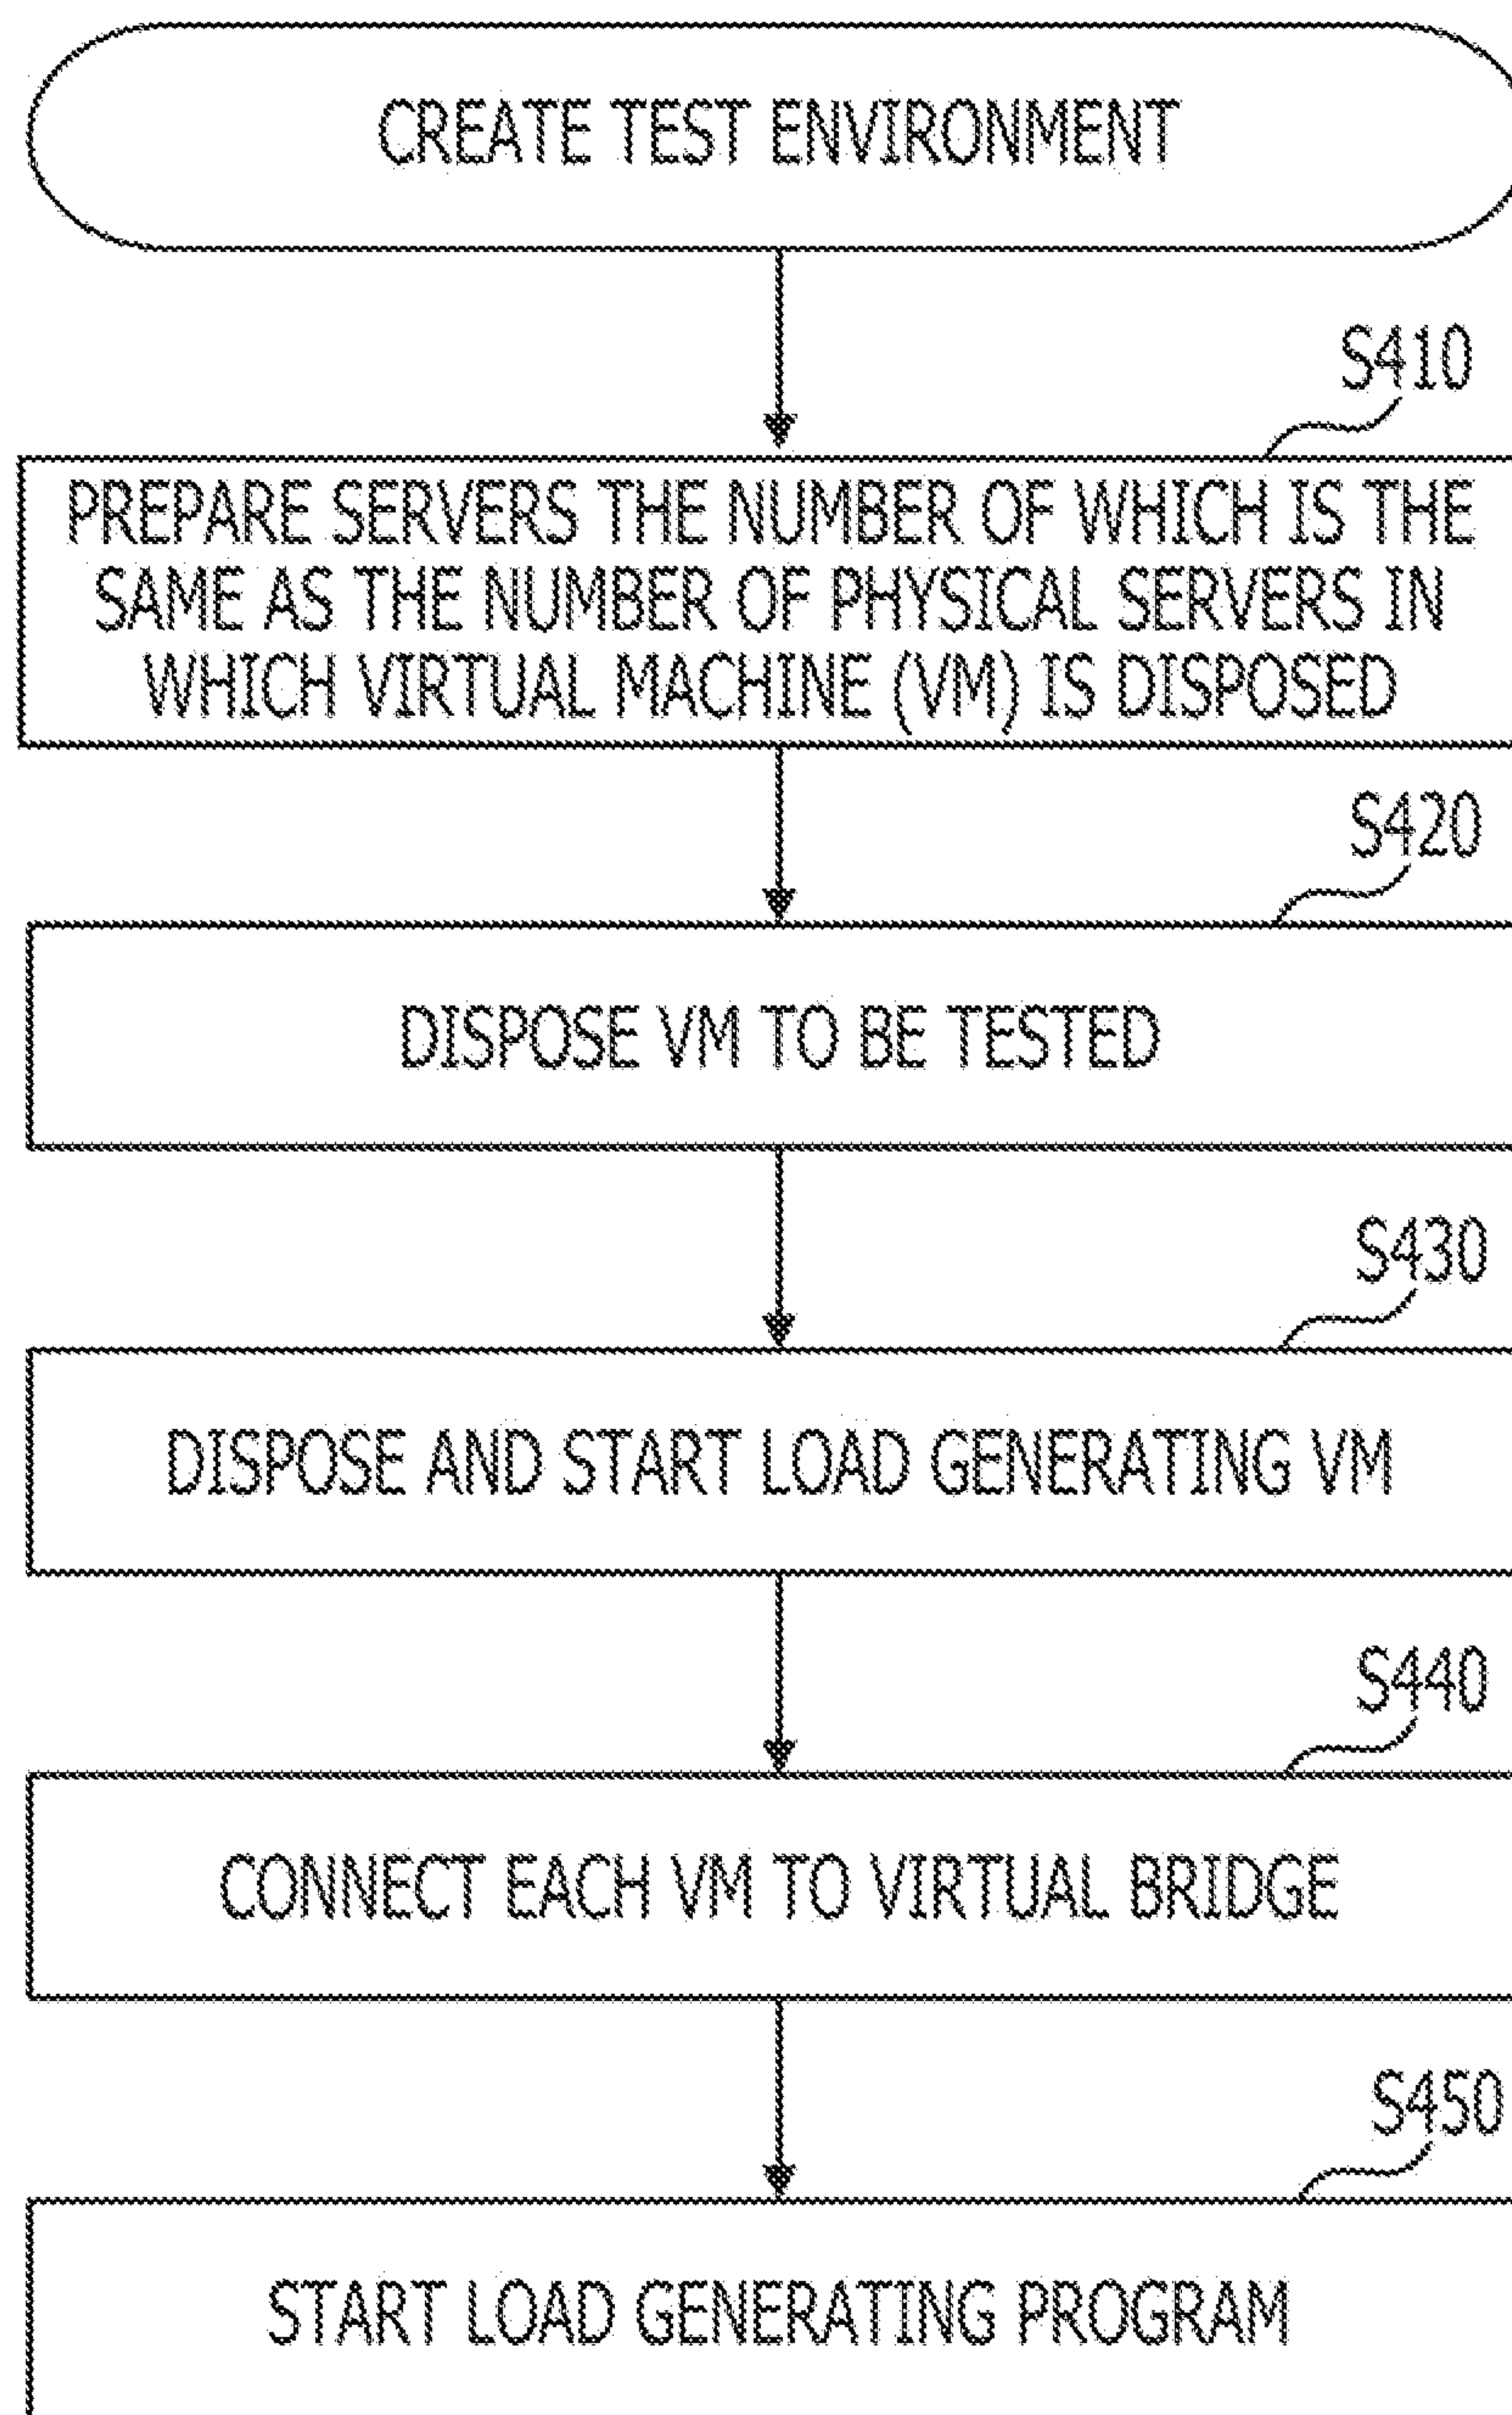 CREATE TEST ENVIRONMENT
S410
PREPARE SERVERS THE NUMBER OF WHICH IS THE
SAME AS THE NUMBER OF PHYSICAL SERVERS IN
WHICH VIRTUAL MACHINE (VM) IS DISPOSED
S420
DISPOSE VM TO BE TESTED
S430
DISPOSE AND START LOAD GENERATING VM
S440
CONNECT EACH VM TO VIRTUAL BRIDGE
S450
START LOAD GENERATING PROGRAM